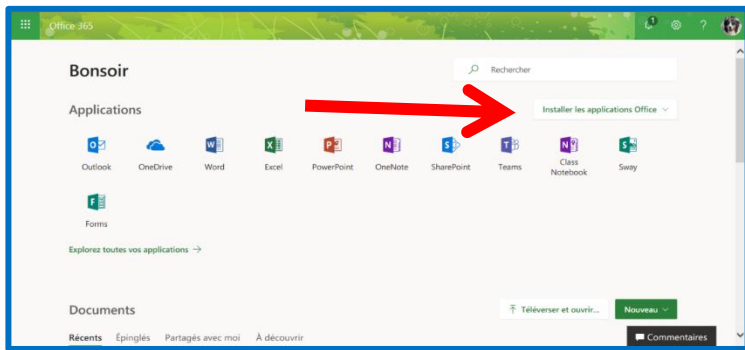 Office 365
1
?
Bonsoir
Rechercher
Applications
Installer les applications Office
Outlook OneDrive Word Excel PowerPoint OneNote SharePoint Teams Class Notebook Sway
Forms
Explorez toutes vos applications →
Documents
Téléverser et ouvrir... Nouveau
Récents Épinglés Partagés avec moi À découvrir
Commentaires